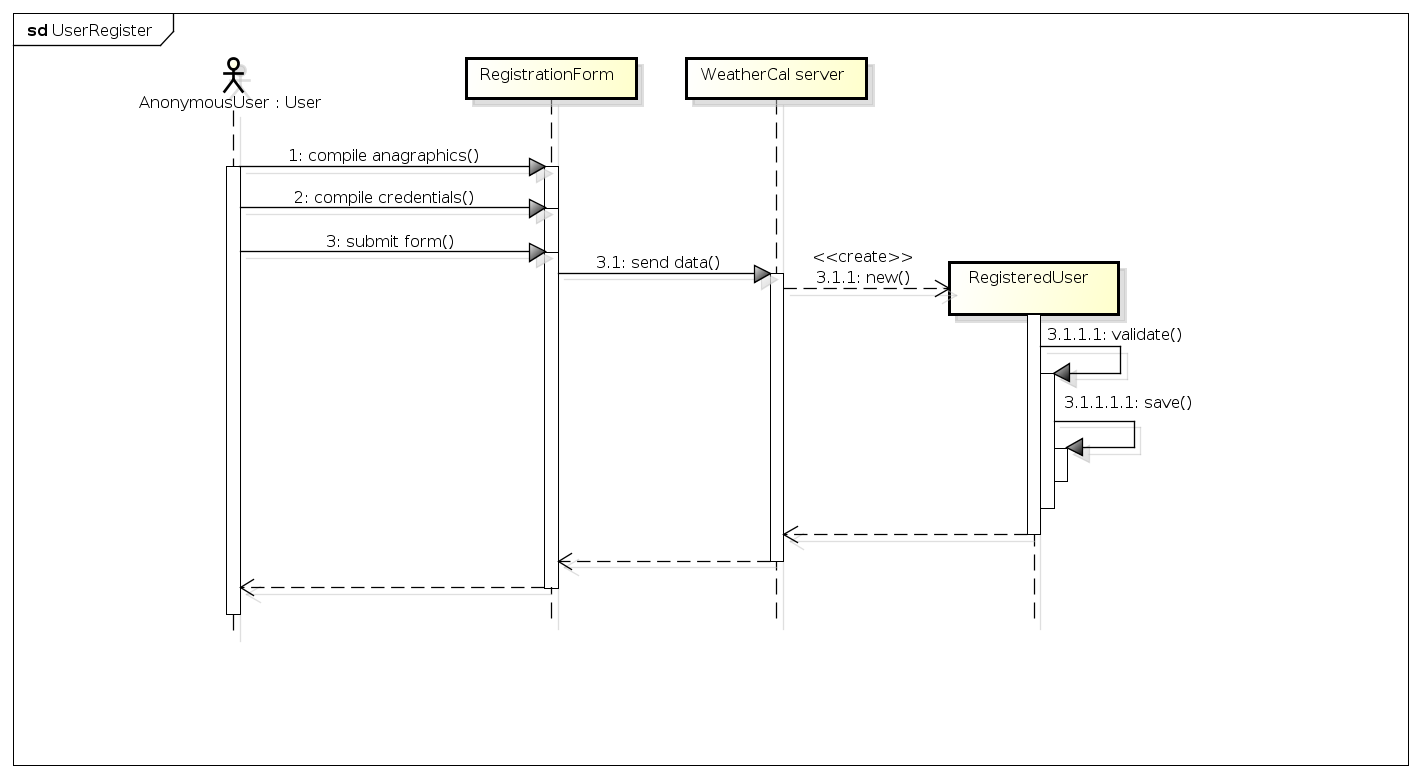 sd UserRegister
RegistrationForm
WeatherCal server
AnonymousUser : User
1: compile anagraphics()
2: compile credentials()
3: submit form()
3.1: send data()
<<create>>
3.1.1: new()
RegisteredUser
3.1.1.1: validate()
3.1.1.1.1: save()